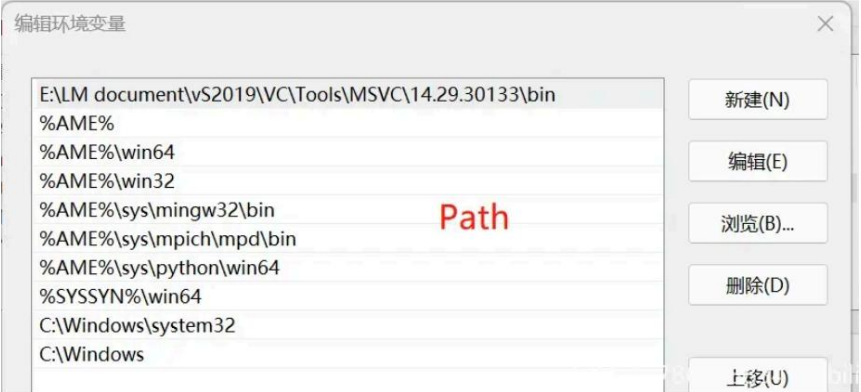 编辑环境变量
E:\LM document\vS2019\VC\Tools\MSVC\14.29.30133\bin
%AME%
%AME%\win64
%AME%\win32
%AME%\sys\mingw32\bin
%AME%\sys\mpich\mpd\bin
%AME%\sys\python\win64
%SYSSYN%\win64
C:\Windows\system32
C:\Windows
Path
新建(N)
编辑(E)
浏览(B)...
删除(D)
上移(U)